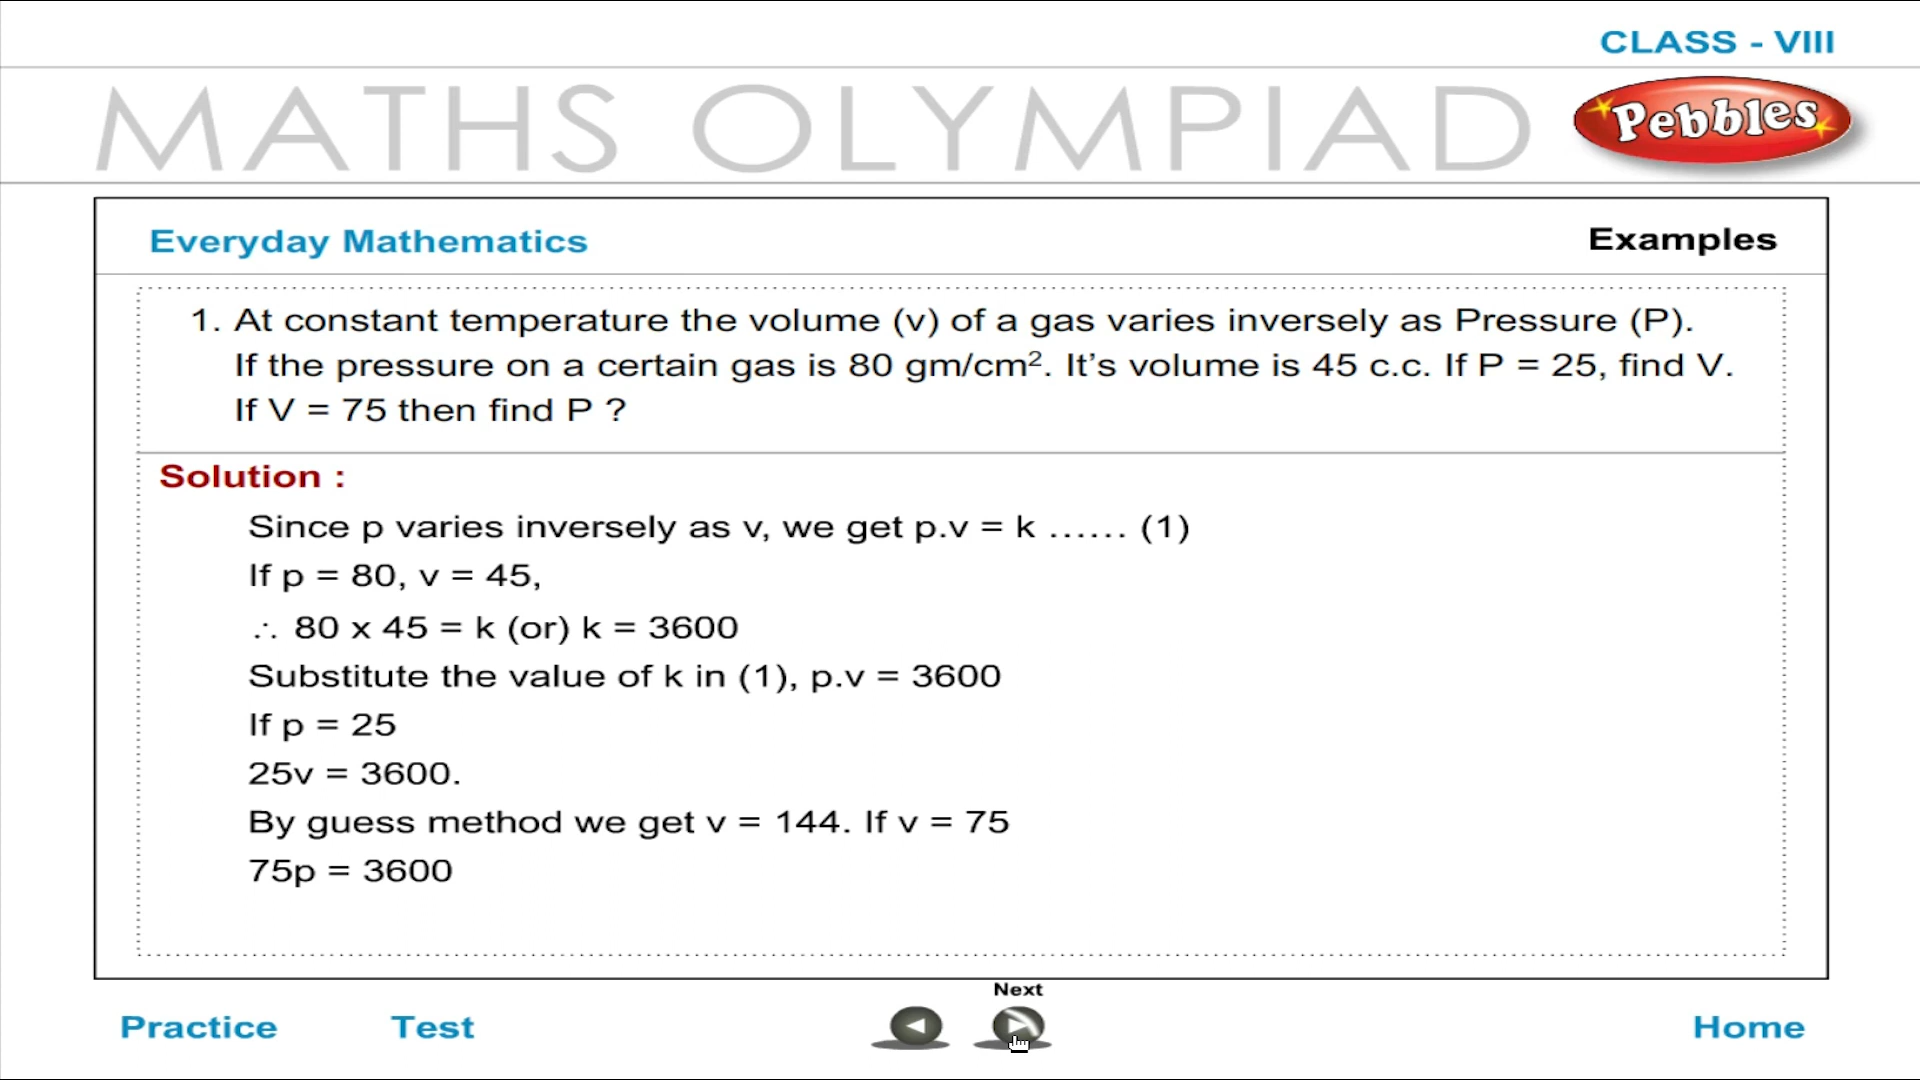 CLASS - VIII
MATHS OLYMPIAD
Pebbles
Everyday Mathematics
Examples
1. At constant temperature the volume (v) of a gas varies inversely as Pressure (P).
If the pressure on a certain gas is 80 gm/cm². It’s volume is 45 c.c. If P = 25, find V.
If V = 75 then find P ?
Solution :
Since p varies inversely as v, we get p.v = k ...... (1)
If p = 80, v = 45,
∴ 80 x 45 = k (or) k = 3600
Substitute the value of k in (1), p.v = 3600
If p = 25
25v = 3600.
By guess method we get v = 144. If v = 75
75p = 3600
Next
Practice
Test
Home